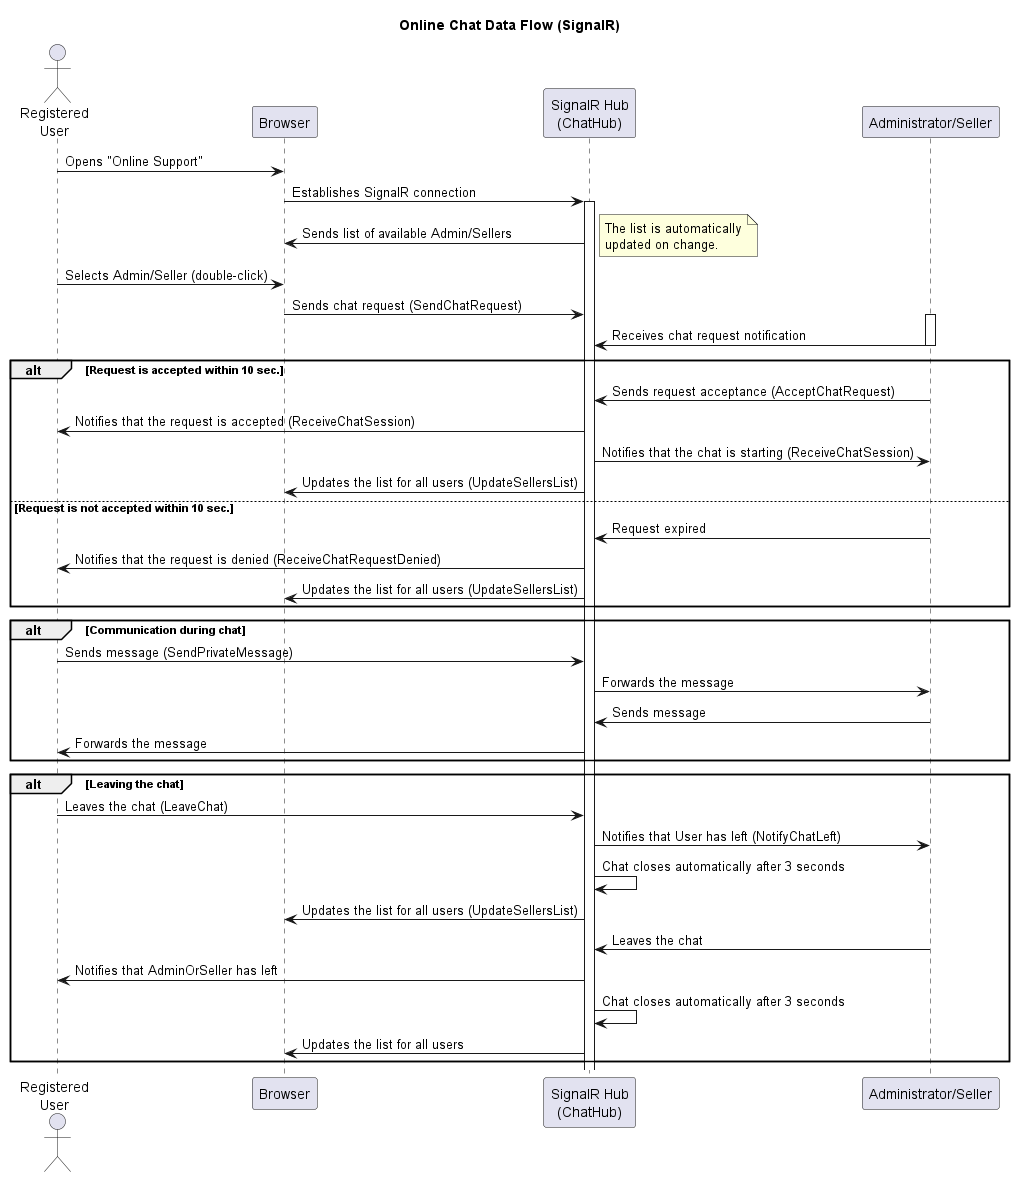 Online Chat Data Flow (SignalR)
Registered
User
Browser
SignalR Hub
(ChatHub)
Administrator/Seller
Opens "Online Support"
Establishes SignalR connection
The list is automatically
updated on change.
Sends list of available Admin/Sellers
Selects Admin/Seller (double-click)
Sends chat request (SendChatRequest)
Receives chat request notification
alt [Request is accepted within 10 sec.]
Sends request acceptance (AcceptChatRequest)
Notifies that the request is accepted (ReceiveChatSession)
Notifies that the chat is starting (ReceiveChatSession)
Updates the list for all users (UpdateSellersList)
[Request is not accepted within 10 sec.]
Request expired
Notifies that the request is denied (ReceiveChatRequestDenied)
Updates the list for all users (UpdateSellersList)
alt [Communication during chat]
Sends message (SendPrivateMessage)
Forwards the message
Sends message
Forwards the message
alt [Leaving the chat]
Leaves the chat (LeaveChat)
Notifies that User has left (NotifyChatLeft)
Chat closes automatically after 3 seconds
Updates the list for all users (UpdateSellersList)
Leaves the chat
Notifies that AdminOrSeller has left
Chat closes automatically after 3 seconds
Updates the list for all users
Registered
User
Browser
SignalR Hub
(ChatHub)
Administrator/Seller